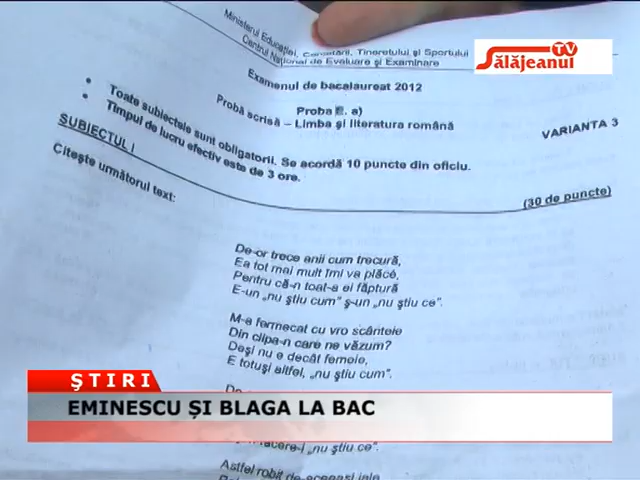 Ministerul Educației, Cercetării, Tineretului și Sportului
Centrul Național de Evaluare și Examinare
Sălăjeanul TV
Examenul de bacalaureat 2012
Proba E. a)
Probă scrisă – Limba și literatura română
VARIANTA 3
• Toate subiectele sunt obligatorii. Se acordă 10 puncte din oficiu.
• Timpul de lucru efectiv este de 3 ore.
SUBIECTUL I
(30 de puncte)
Citește următorul text:
De-or trece anii cum trecură,
Ea tot mai mult îmi va plăcé,
Pentru că-n toat-a ei făptură
E-un „nu știu cum” ș-un „nu știu ce”.
M-a fermecat cu vro scânteie
Din clipa-n care ne văzum?
Deși nu e decât femeie,
E totuși altfel, „nu știu cum”.
ŞTIRI
EMINESCU ȘI BLAGA LA BAC
„nu știu ce”.
Astfel robit de-aceeași jale